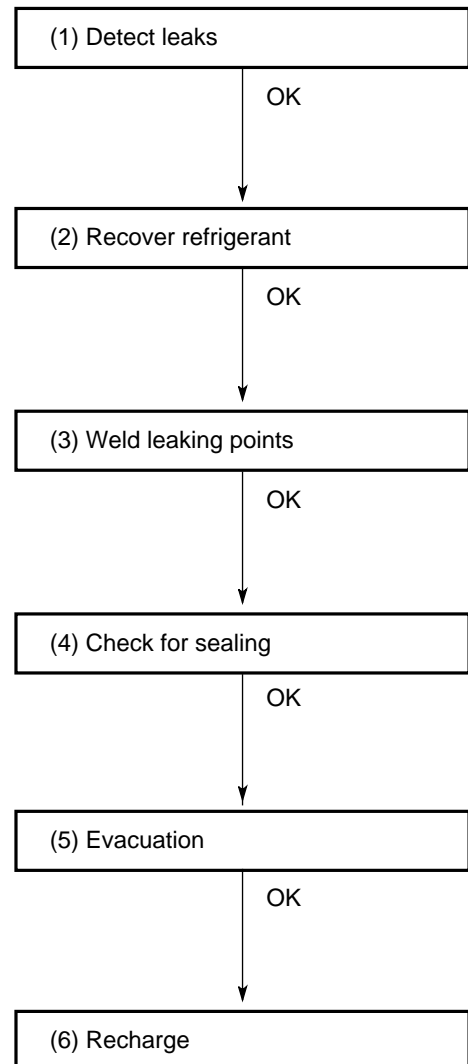 (1) Detect leaks
OK
(2) Recover refrigerant
OK
(3) Weld leaking points
OK
(4) Check for sealing
OK
(5) Evacuation
OK
(6) Recharge